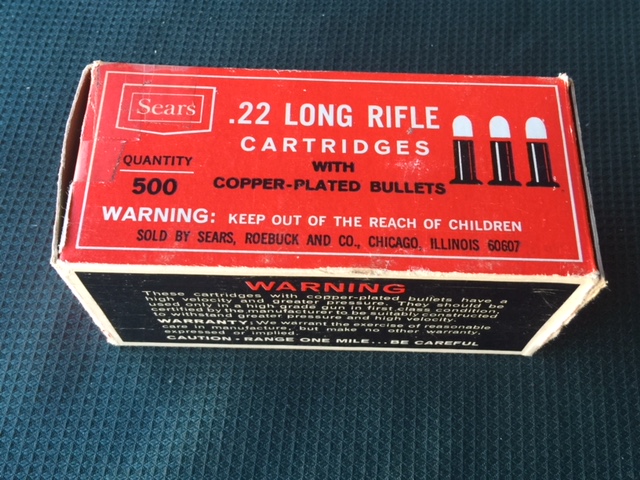 Sears
.22 LONG RIFLE
CARTRIDGES
WITH
COPPER-PLATED BULLETS
QUANTITY
500
WARNING: KEEP OUT OF THE REACH OF CHILDREN
SOLD BY SEARS, ROEBUCK AND CO., CHICAGO, ILLINOIS 60607
WARNING
These cartridges with copper-plated bullets have a
high velocity and greater pressure. They should be
used only in a high grade gun in first class condition,
certified by the manufacturer to be suitably constructed
to withstand greater pressure and high velocity.
WARRANTY: We warrant the exercise of reasonable
care in manufacture, but make no other warranty,
expressed or implied.
CAUTION - RANGE ONE MILE...BE CAREFUL